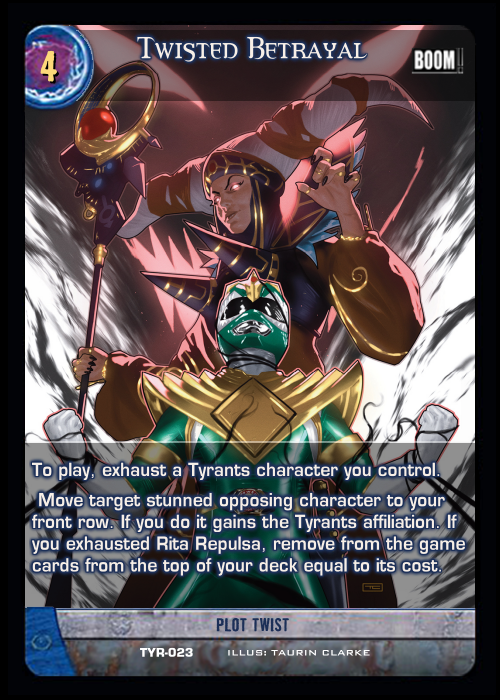 4
Twisted Betrayal
BOOM!
To play, exhaust a Tyrants character you control.
Move target stunned opposing character to your
front row. If you do it gains the Tyrants affiliation. If
you exhausted Rita Repulsa, remove from the game
cards from the top of your deck equal to its cost.
PLOT TWIST
TYR-023 ILLUS: TAURIN CLARKE